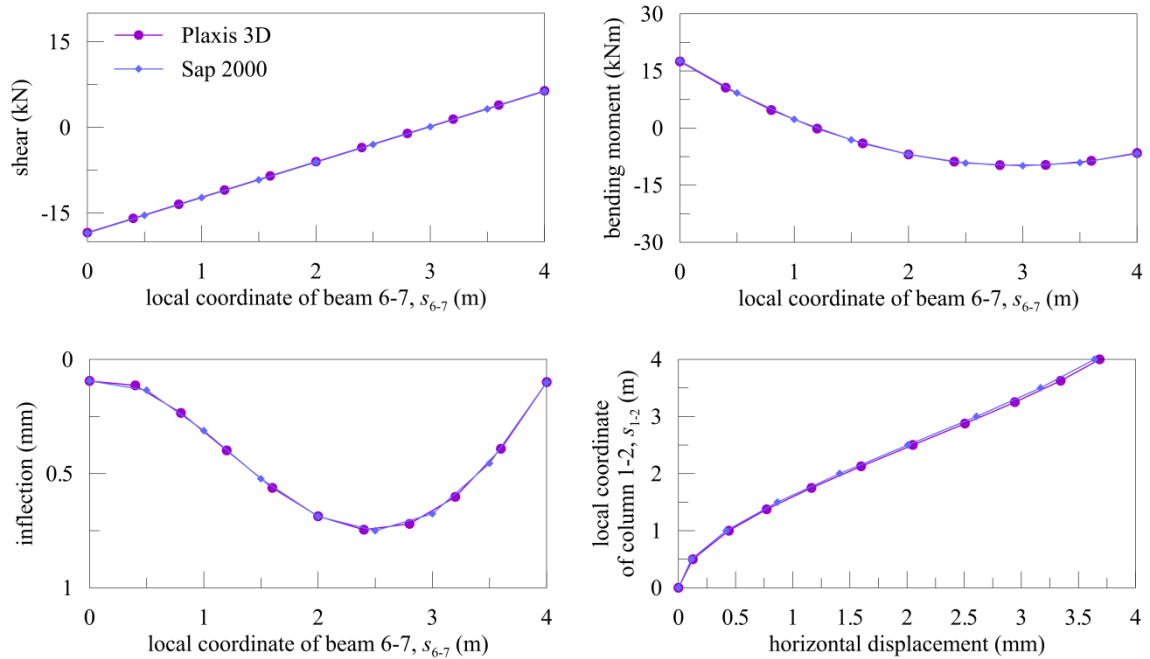 15
0
-15
shear (kN)
Plaxis 3D
Sap 2000
0 1 2 3 4
local coordinate of beam 6-7, s6-7 (m)
30
15
0
-15
-30
bending moment (kNm)
0 1 2 3 4
local coordinate of beam 6-7, s6-7 (m)
0
0.5
1
inflection (mm)
0 1 2 3 4
local coordinate of beam 6-7, s6-7 (m)
4
3
2
1
0
local coordinate
of column 1-2, s1-2 (m)
0 0.5 1 1.5 2 2.5 3 3.5 4
horizontal displacement (mm)